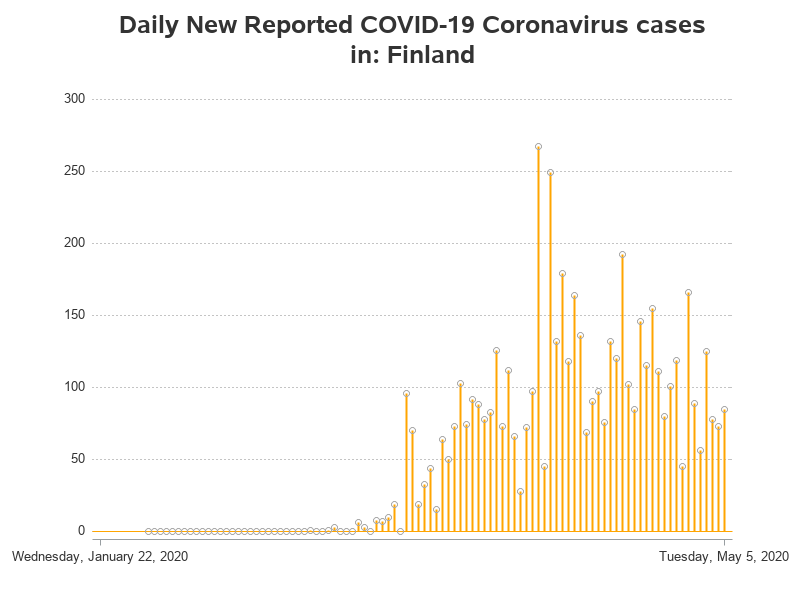 Daily New Reported COVID-19 Coronavirus cases
in: Finland
300
250
200
150
100
50
0
Wednesday, January 22, 2020 Tuesday, May 5, 2020